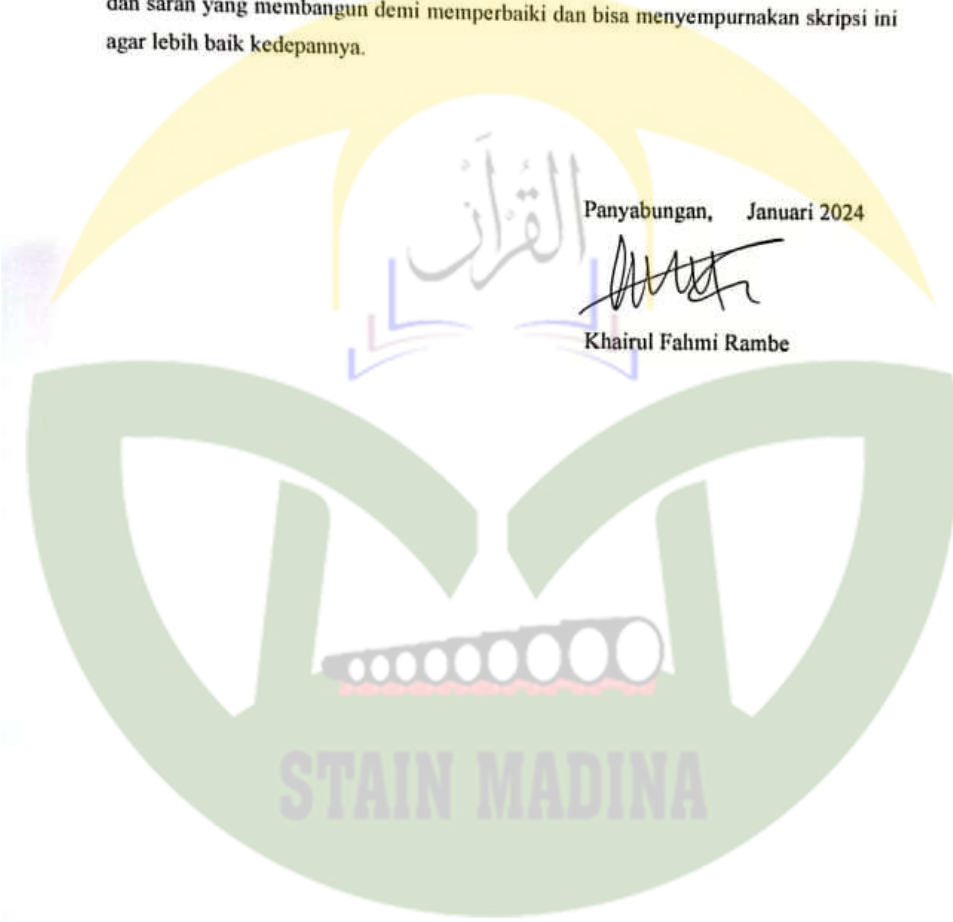 dan saran yang membangun demi memperbaiki dan bisa menyempurnakan skripsi ini
agar lebih baik kedepannya.
القرآن
Panyabungan, Januari 2024
Khairul Fahmi Rambe
STAIN MADINA